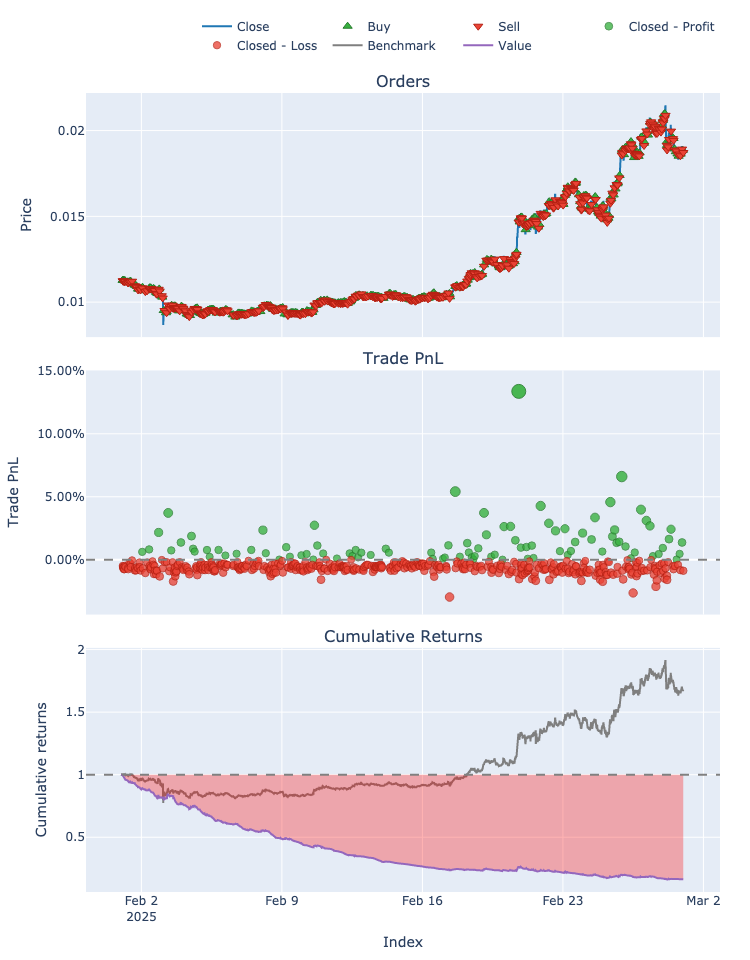 Close Buy Sell Closed - Profit
Closed - Loss Benchmark Value
Orders
0.02
0.015
0.01
Price
Trade PnL
15.00%
10.00%
5.00%
0.00%
Trade PnL
Cumulative Returns
2
1.5
1
0.5
Cumulative returns
Feb 2 Feb 9 Feb 16 Feb 23 Mar 2
2025
Index